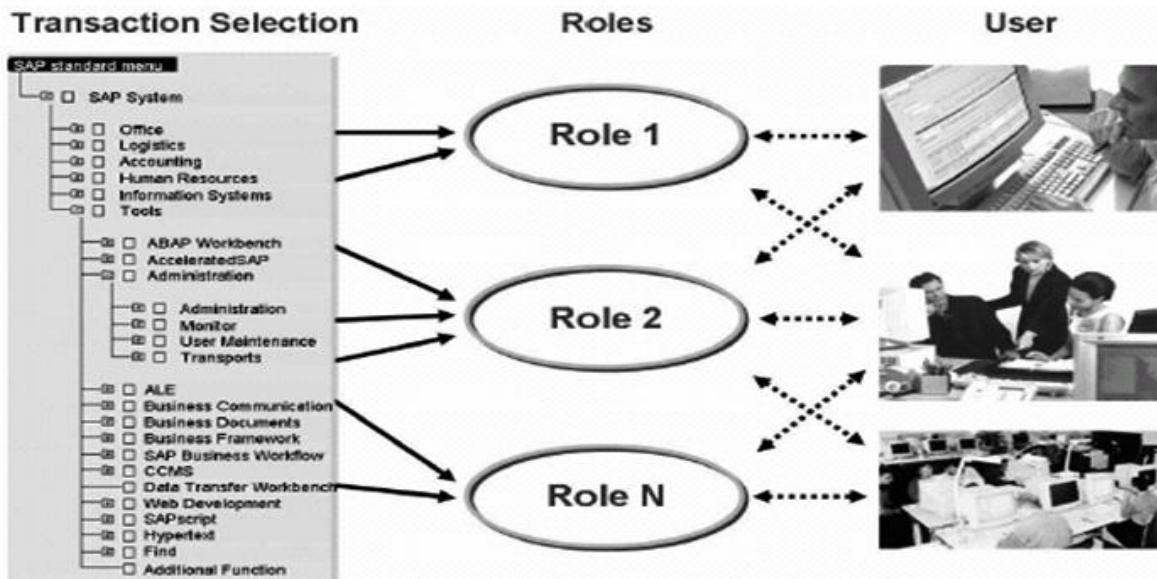 Transaction Selection
Roles
User
SAP standard menu
SAP System
Office
Logistics
Accounting
Human Resources
Information Systems
Tools
ABAP Workbench
AcceleratedSAP
Administration
Administration
Monitor
User Maintenance
Transports
ALE
Business Communication
Business Documents
Business Framework
SAP Business Workflow
CCMS
Data Transfer Workbench
Web Development
SAPscript
Hypertext
Find
Additional Function
Role 1
Role 2
Role N